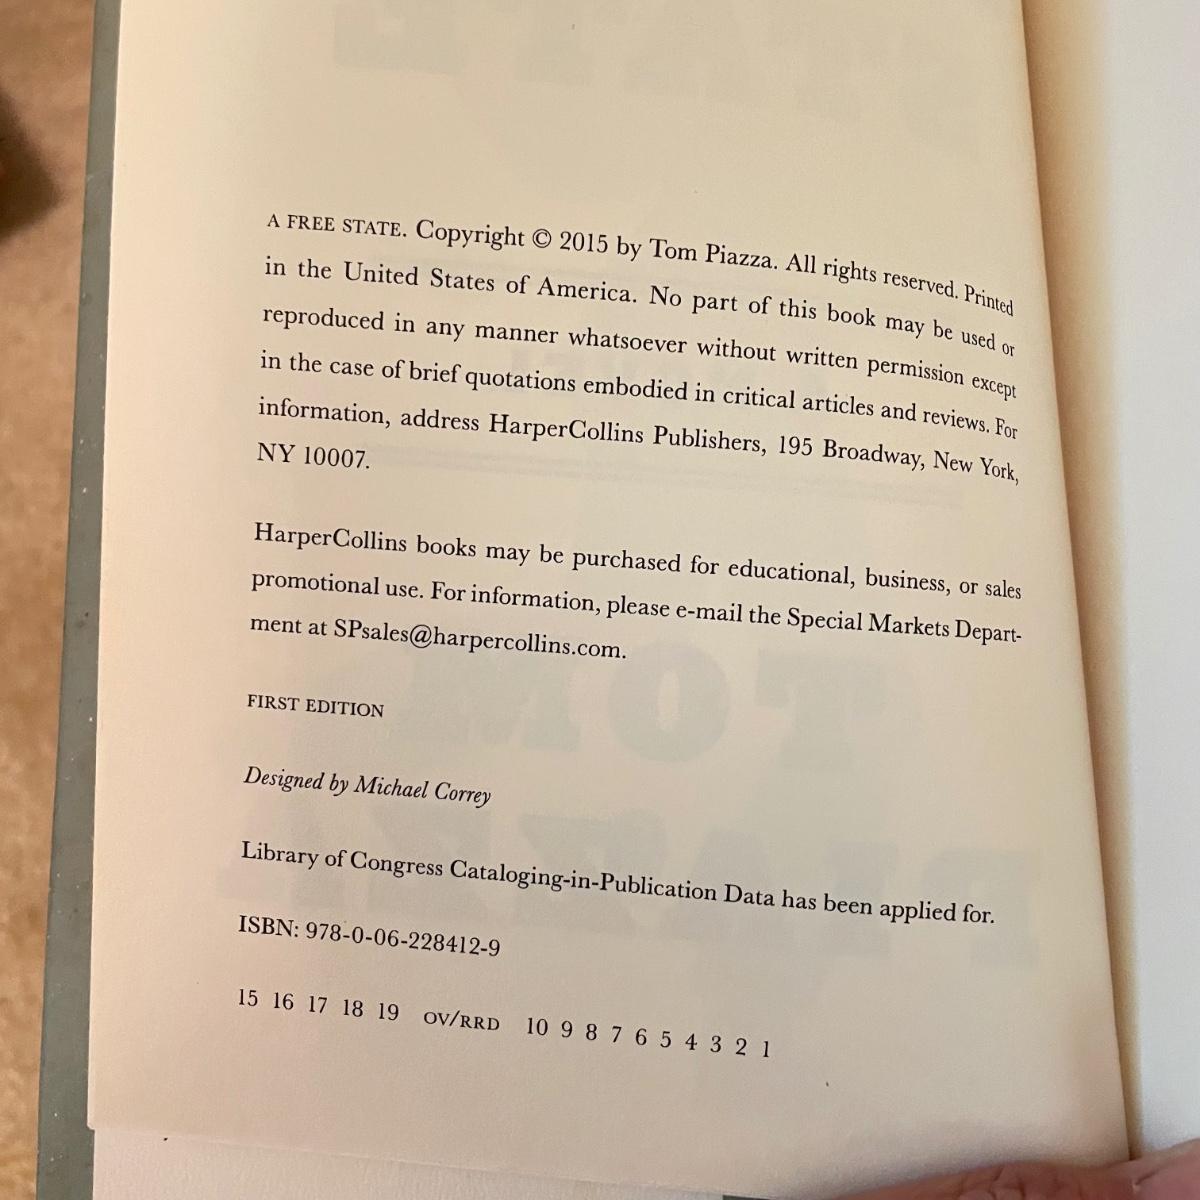 A FREE STATE. Copyright © 2015 by Tom Piazza. All rights reserved. Printed
in the United States of America. No part of this book may be used or
reproduced in any manner whatsoever without written permission except
in the case of brief quotations embodied in critical articles and reviews. For
information, address HarperCollins Publishers, 195 Broadway, New York,
NY 10007.
HarperCollins books may be purchased for educational, business, or sales
promotional use. For information, please e-mail the Special Markets Depart-
ment at SPsales@harpercollins.com.
FIRST EDITION
Designed by Michael Correy
Library of Congress Cataloging-in-Publication Data has been applied for.
ISBN: 978-0-06-228412-9
15 16 17 18 19 OV/RRD 10 9 8 7 6 5 4 3 2 1